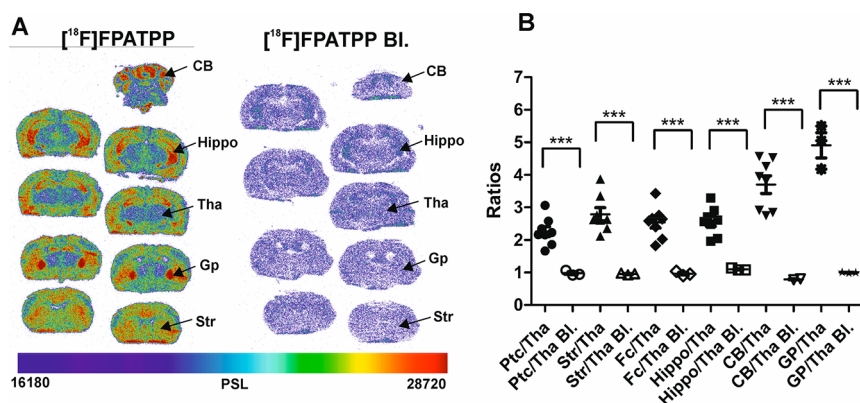 A
[18F]FPATPP
[18F]FPATPP Bl.
CB
Hippo
Tha
Gp
Str
CB
Hippo
Tha
Gp
Str
16180
PSL
28720
B
Ratios
7
6
5
4
3
2
1
0
***
***
***
***
***
***
Ptc/Tha
Ptc/Tha Bl.
Str/Tha
Str/Tha Bl.
Fc/Tha
Fc/Tha Bl.
Hippo/Tha
Hippo/Tha Bl.
CB/Tha
CB/Tha Bl.
GP/Tha
GP/Tha Bl.